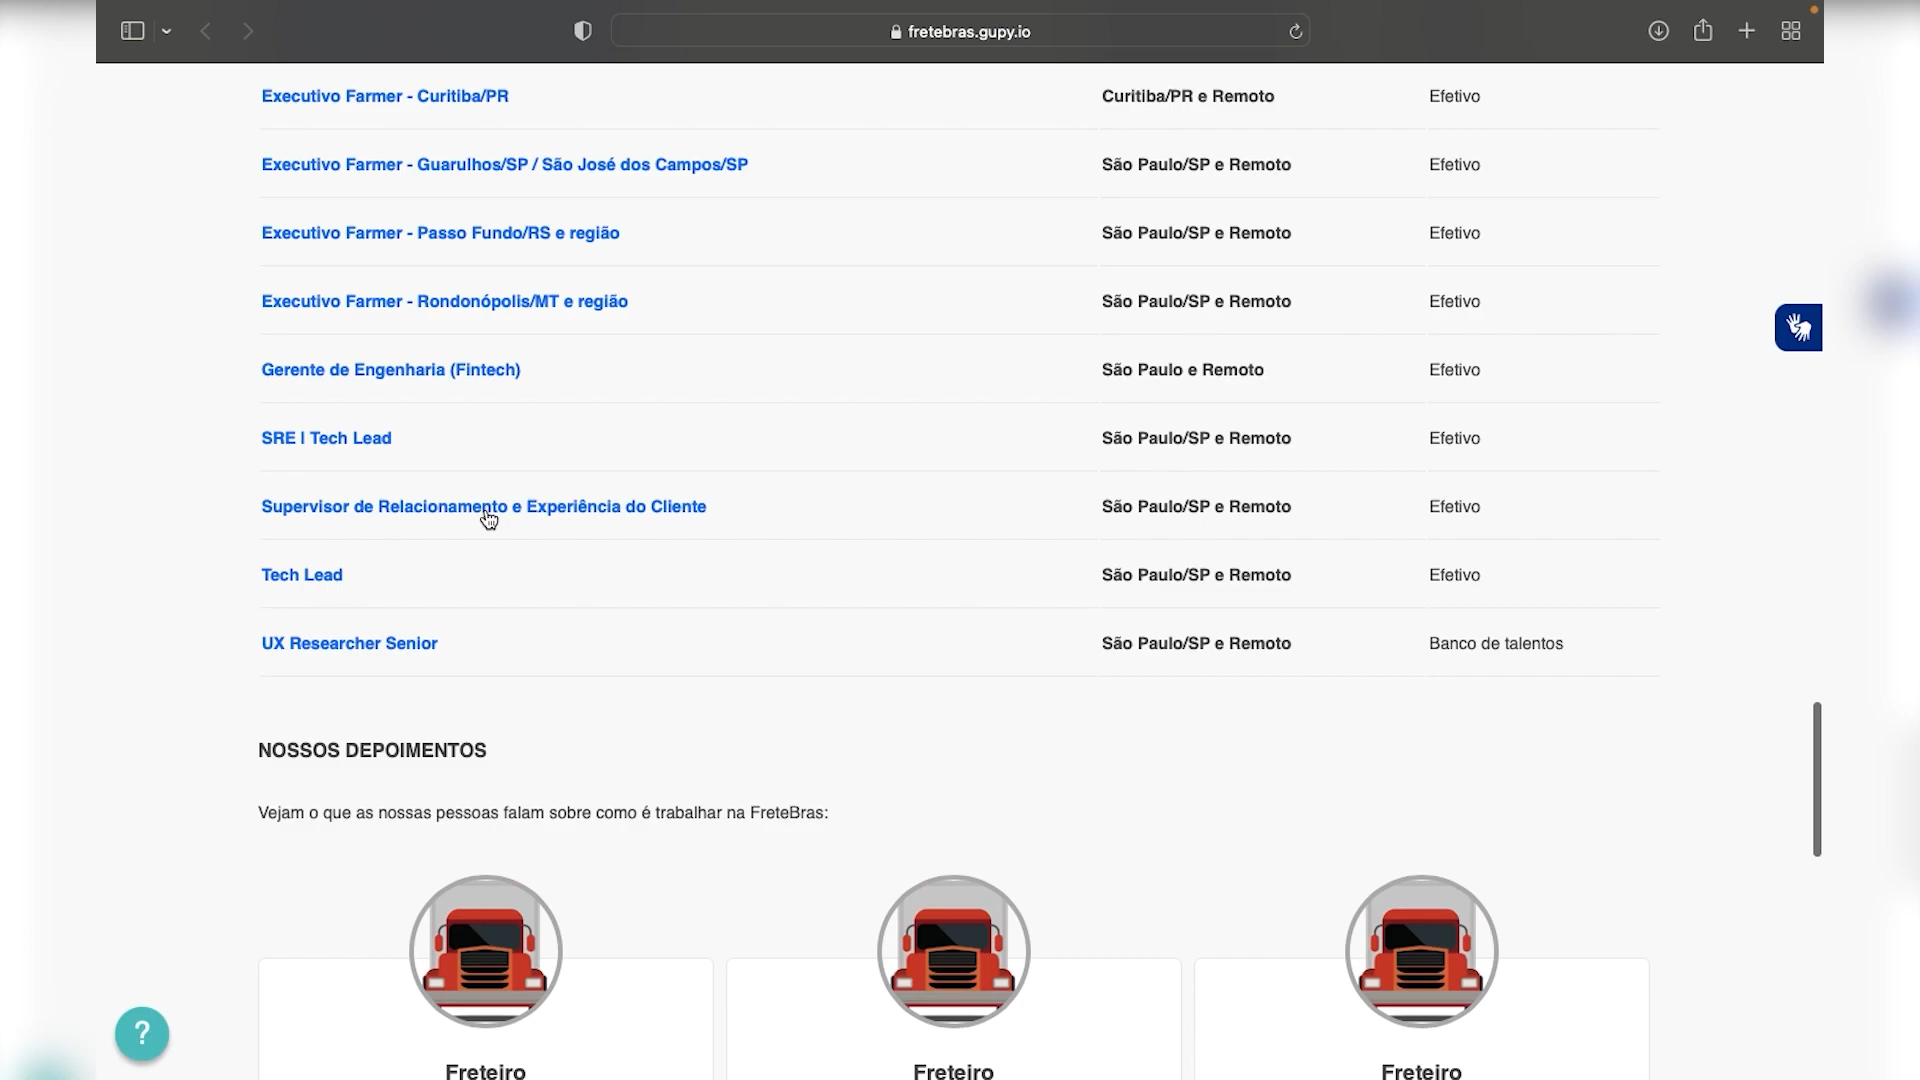 fretebras.gupy.io
Executivo Farmer - Curitiba/PR Curitiba/PR e Remoto Efetivo
Executivo Farmer - Guarulhos/SP / São José dos Campos/SP São Paulo/SP e Remoto Efetivo
Executivo Farmer - Passo Fundo/RS e região São Paulo/SP e Remoto Efetivo
Executivo Farmer - Rondonópolis/MT e região São Paulo/SP e Remoto Efetivo
Gerente de Engenharia (Fintech) São Paulo e Remoto Efetivo
SRE | Tech Lead São Paulo/SP e Remoto Efetivo
Supervisor de Relacionamento e Experiência do Cliente São Paulo/SP e Remoto Efetivo
Tech Lead São Paulo/SP e Remoto Efetivo
UX Researcher Senior São Paulo/SP e Remoto Banco de talentos
NOSSOS DEPOIMENTOS
Vejam o que as nossas pessoas falam sobre como é trabalhar na FreteBras:
?
Freteiro Freteiro Freteiro